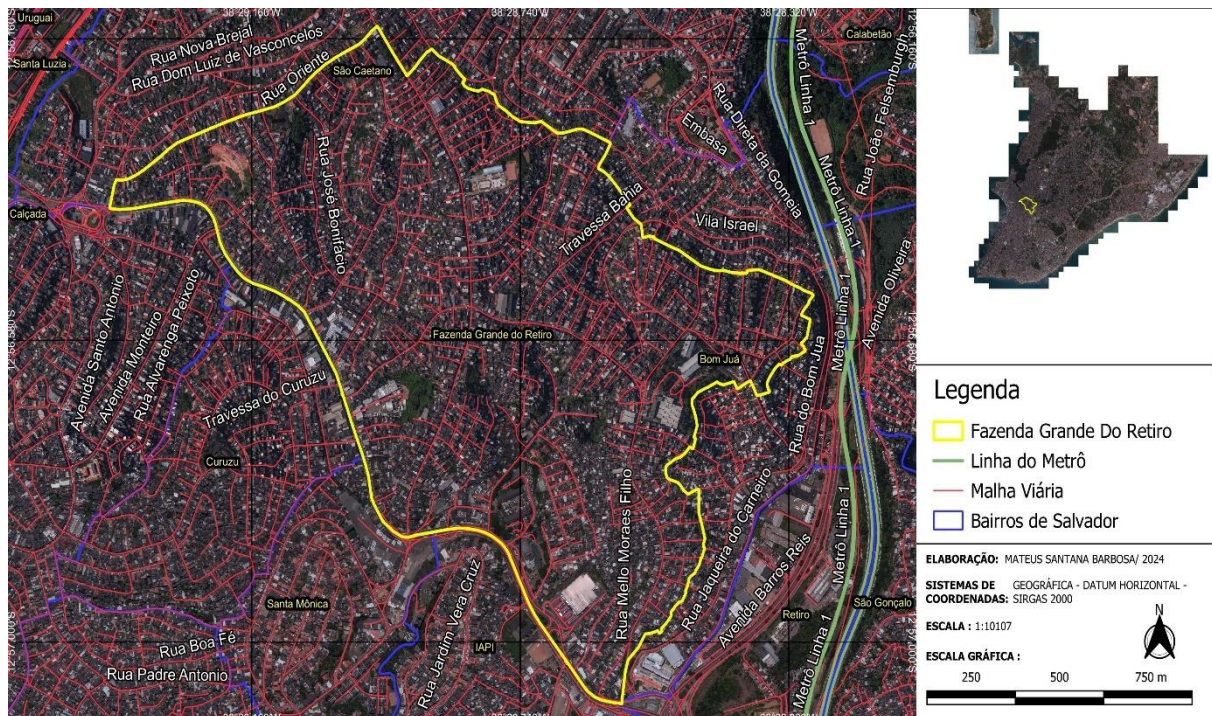 38°29.160'W
38°28.740'W
38°28.320'W
Uruguai
Santa Luzia
Rua Nova Brejal
Rua Dom Luiz de Vasconcelos
Rua Oriente
São Caetano
Calabetão
Metrô Linha 1
Rua João Felsemburgh
Embasa
Rua Direta da Gomeia
Rua José Bonifácio
Travessa Bahia
Vila Israel
Metrô Linha 1
Calçada
Avenida Santo Antonio
Avenida Monteiro
Rua Alvarenga Peixoto
Metrô Linha 1
Avenida Oliveira
Fazenda Grande Do Retiro
Bom Juá
Rua do Bom Juá
Travessa do Curuzu
Curuzu
Rua Mello Moraes Filho
Rua Jaqueira do Carneiro
Avenida Barros Reis
Metrô Linha 1
Santa Mônica
Rua Jardim Vera Cruz
IAPI
Retiro
São Gonçalo
Rua Boa Fé
Rua Padre Antonio
Metrô Linha 1
Legenda
Fazenda Grande Do Retiro
Linha do Metrô
Malha Viária
Bairros de Salvador
ELABORAÇÃO: MATEUS SANTANA BARBOSA/ 2024
SISTEMAS DE COORDENADAS: GEOGRÁFICA - DATUM HORIZONTAL - SIRGAS 2000
ESCALA : 1:10107
ESCALA GRÁFICA :
N
250 500 750 m